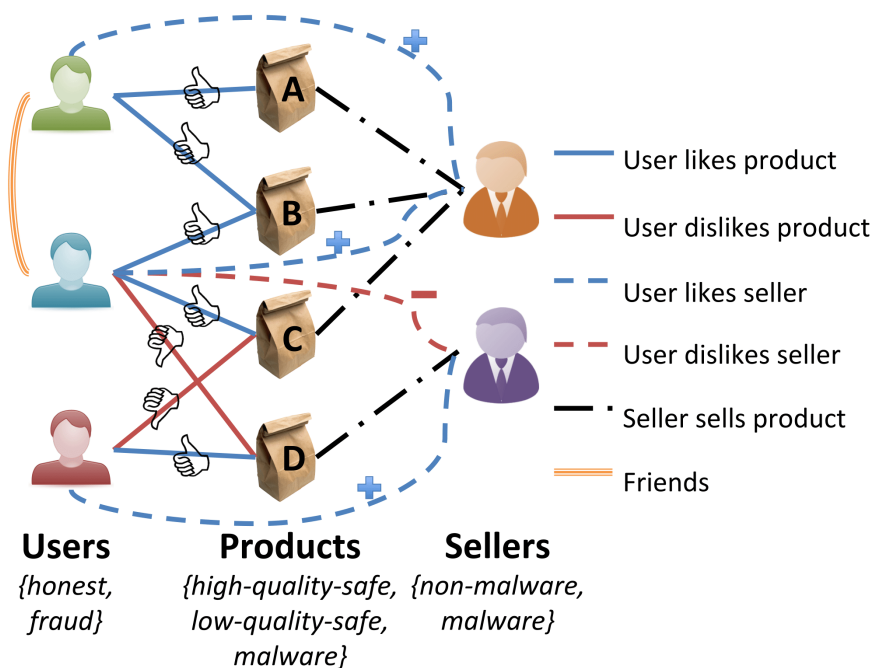 A
B
C
D
User likes product
User dislikes product
User likes seller
User dislikes seller
Seller sells product
Friends
Users
{honest,
fraud}
Products
{high-quality-safe,
low-quality-safe,
malware}
Sellers
{non-malware,
malware}